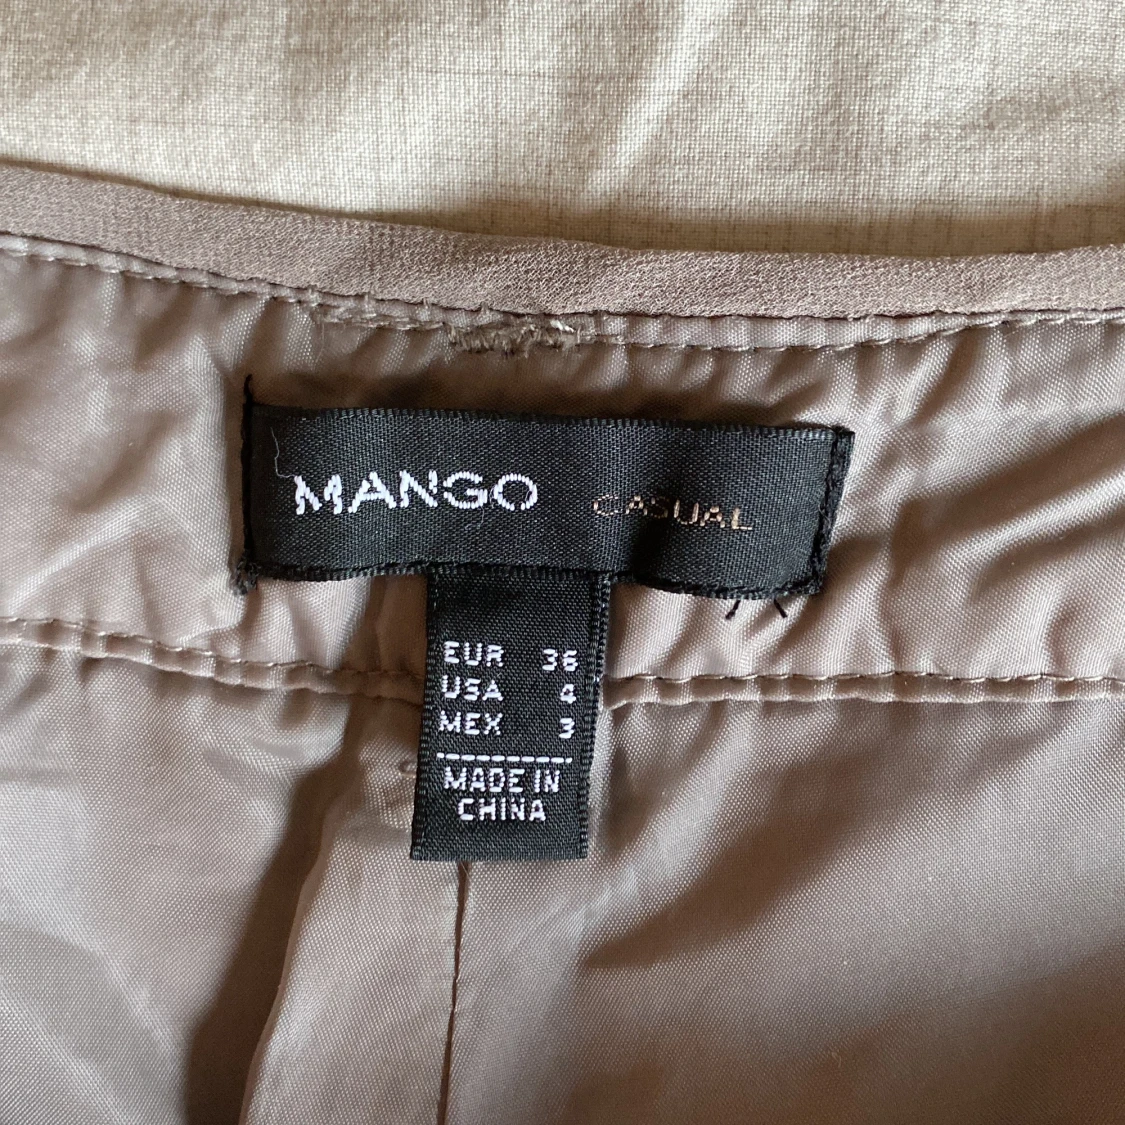 MANGO CASUAL
EUR 36
USA 4
MEX 3
MADE IN
CHINA